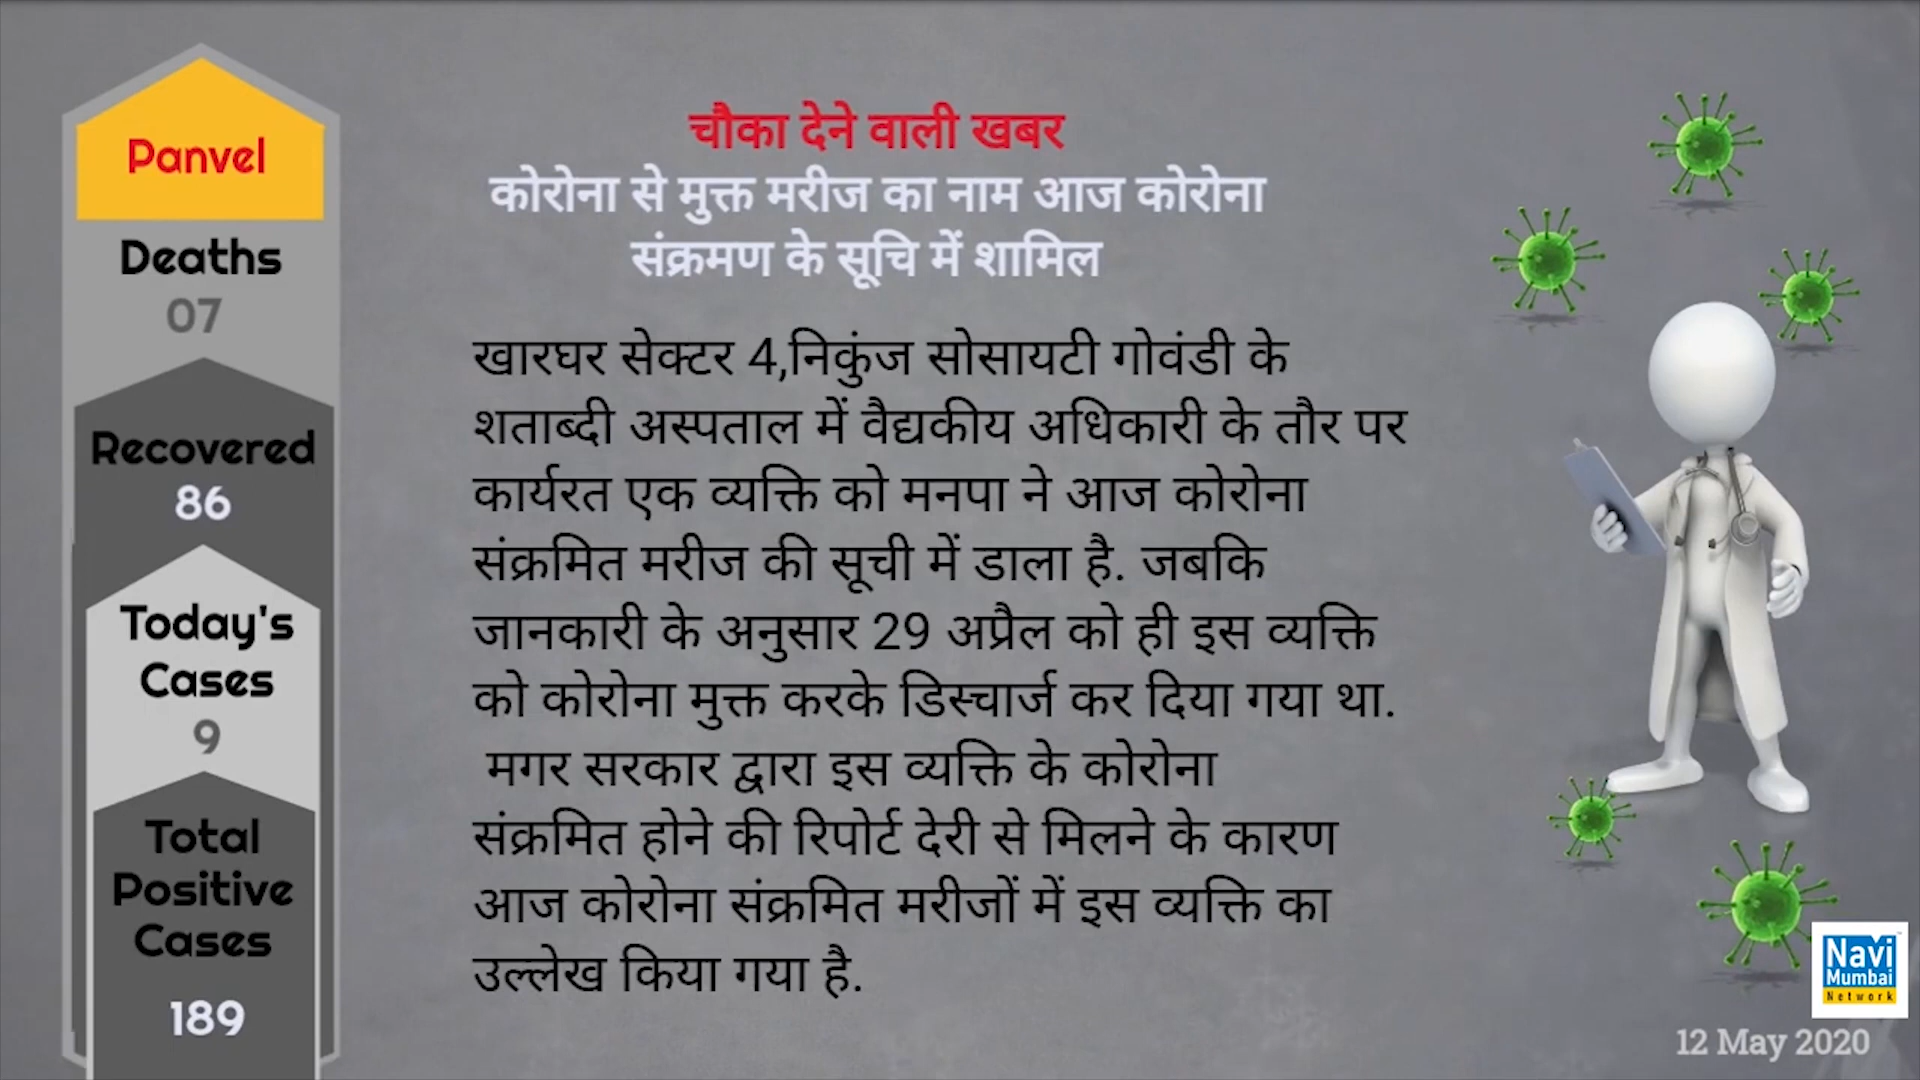 Panvel
Deaths
07
Recovered
86
Today's
Cases
9
Total
Positive
Cases
189
चौका देने वाली खबर
कोरोना से मुक्त मरीज का नाम आज कोरोना
संक्रमण के सूचि में शामिल
खारघर सेक्टर 4,निकुंज सोसायटी गोवंडी के
शताब्दी अस्पताल में वैद्यकीय अधिकारी के तौर पर
कार्यरत एक व्यक्ति को मनपा ने आज कोरोना
संक्रमित मरीज की सूची में डाला है. जबकि
जानकारी के अनुसार 29 अप्रैल को ही इस व्यक्ति
को कोरोना मुक्त करके डिस्चार्ज कर दिया गया था.
मगर सरकार द्वारा इस व्यक्ति के कोरोना
संक्रमित होने की रिपोर्ट देरी से मिलने के कारण
आज कोरोना संक्रमित मरीजों में इस व्यक्ति का
उल्लेख किया गया है.
Navi
Mumbai
Network
12 May 2020